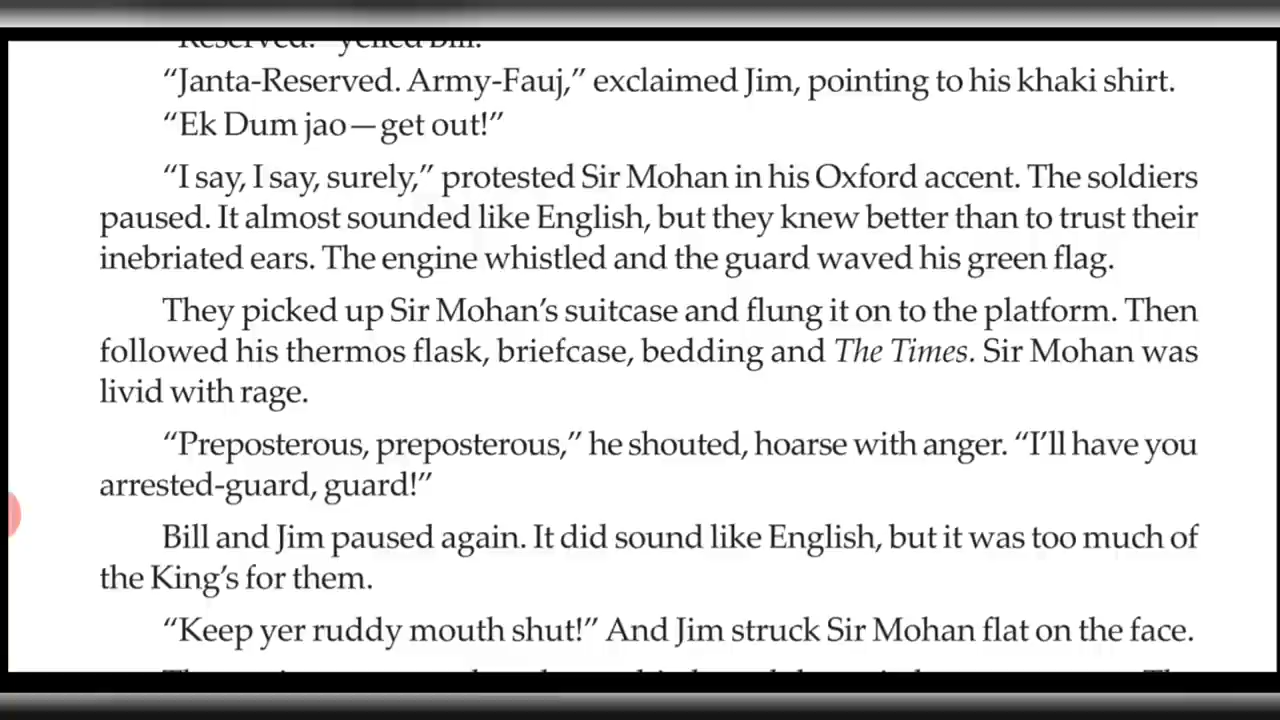 "Reserved." yelled Bill.
"Janta-Reserved. Army-Fauj," exclaimed Jim, pointing to his khaki shirt.
"Ek Dum jao—get out!"
"I say, I say, surely," protested Sir Mohan in his Oxford accent. The soldiers
paused. It almost sounded like English, but they knew better than to trust their
inebriated ears. The engine whistled and the guard waved his green flag.
They picked up Sir Mohan's suitcase and flung it on to the platform. Then
followed his thermos flask, briefcase, bedding and The Times. Sir Mohan was
livid with rage.
"Preposterous, preposterous," he shouted, hoarse with anger. "I'll have you
arrested-guard, guard!"
Bill and Jim paused again. It did sound like English, but it was too much of
the King's for them.
"Keep yer ruddy mouth shut!" And Jim struck Sir Mohan flat on the face.